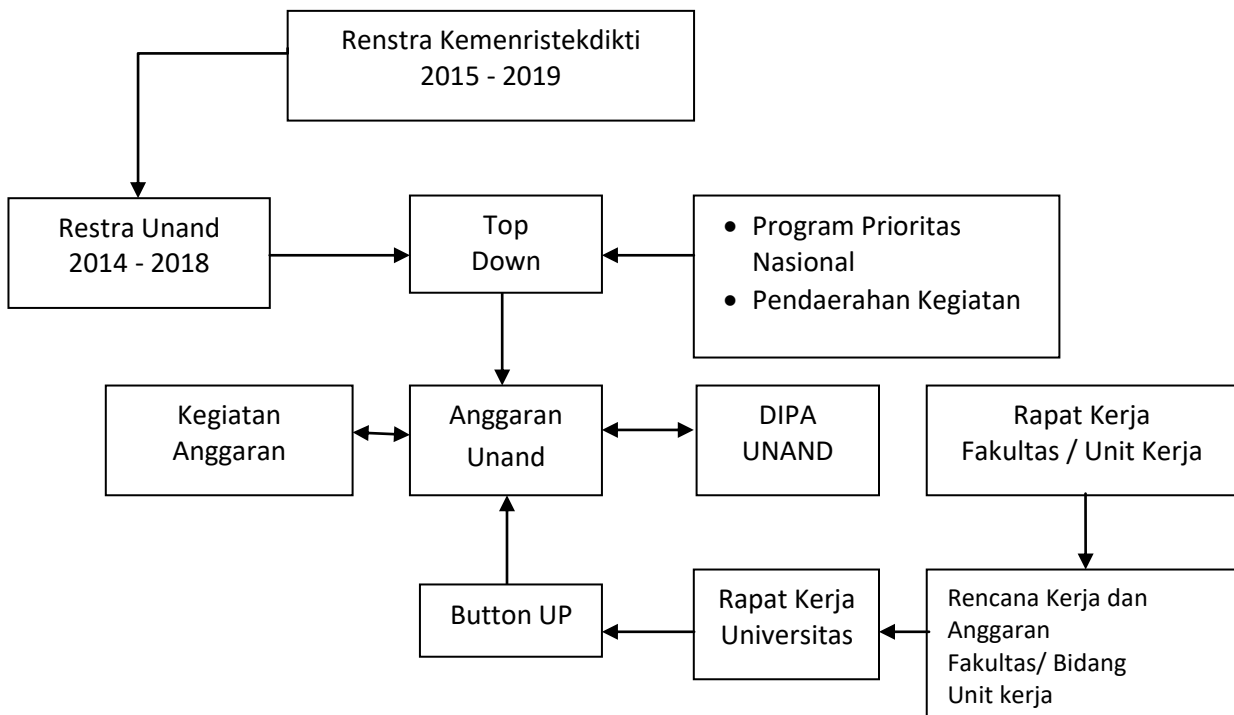 Renstra Kemenristekdikti
2015 - 2019
Restra Unand
2014 - 2018
Top
Down
• Program Prioritas
Nasional
• Pendaerahan Kegiatan
Kegiatan
Anggaran
Anggaran
Unand
DIPA
UNAND
Rapat Kerja
Fakultas / Unit Kerja
Button UP
Rapat Kerja
Universitas
Rencana Kerja dan
Anggaran
Fakultas/ Bidang
Unit kerja